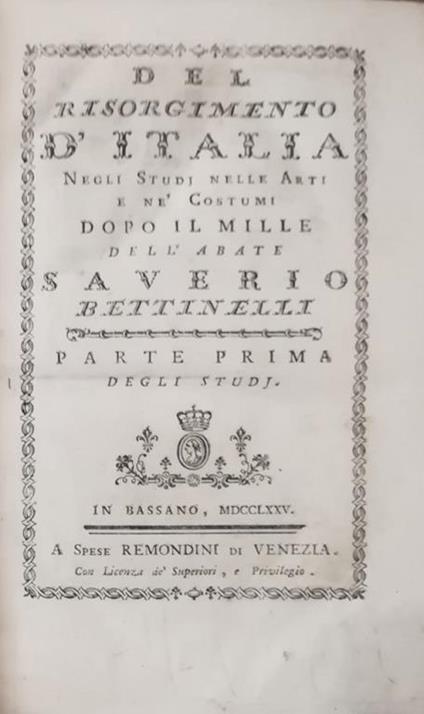 DEL
RISORGIMENTO
D' ITALIA
NEGLI STUDJ NELLE ARTI
E NE' COSTUMI
DOPO IL MILLE
DELL' ABATE
SAVERIO
BETTINELLI
PARTE PRIMA
DEGLI STUDJ.
IN BASSANO, MDCCLXXV.
A SPESE REMONDINI DI VENEZIA.
Con Licenza de' Superiori, e Privilegio.